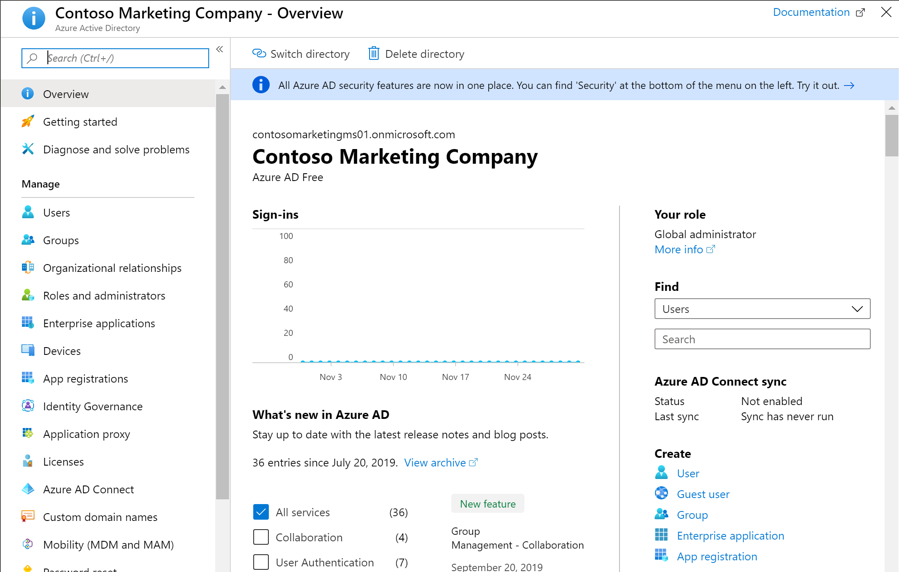 Contoso Marketing Company - Overview
Azure Active Directory
Documentation
Search (Ctrl+/)
Overview
Getting started
Diagnose and solve problems
Manage
Users
Groups
Organizational relationships
Roles and administrators
Enterprise applications
Devices
App registrations
Identity Governance
Application proxy
Licenses
Azure AD Connect
Custom domain names
Mobility (MDM and MAM)
Password reset
Switch directory
Delete directory
All Azure AD security features are now in one place. You can find 'Security' at the bottom of the menu on the left. Try it out.
contosomarketingms01.onmicrosoft.com
Contoso Marketing Company
Azure AD Free
Sign-ins
100
80
60
40
20
0
Nov 3 Nov 10 Nov 17 Nov 24
What's new in Azure AD
Stay up to date with the latest release notes and blog posts.
36 entries since July 20, 2019. View archive
All services (36)
Collaboration (4)
User Authentication (7)
New feature
Group
Management - Collaboration
September 20, 2019
Your role
Global administrator
More info
Find
Users
Search
Azure AD Connect sync
Status Not enabled
Last sync Sync has never run
Create
User
Guest user
Group
Enterprise application
App registration